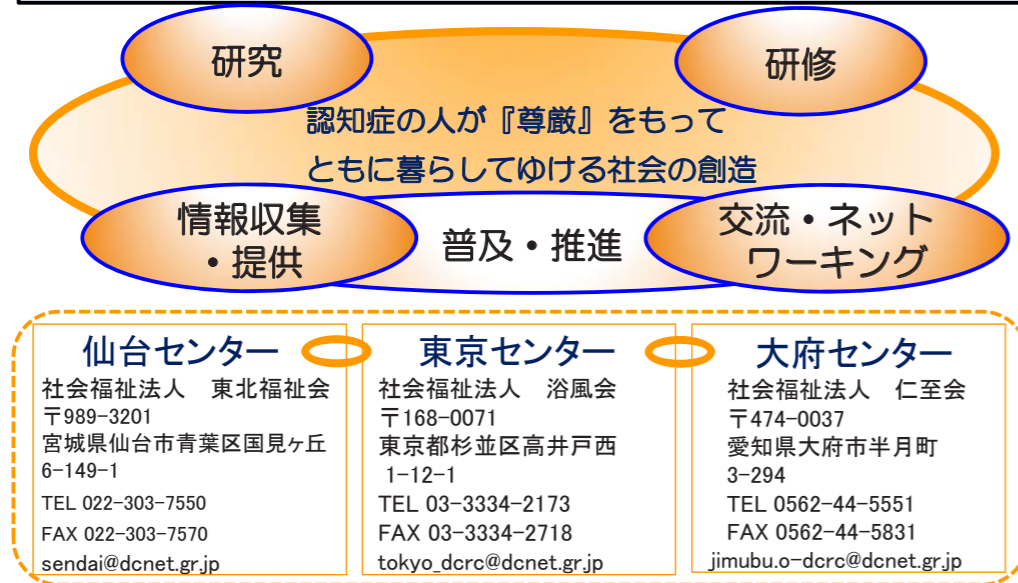 研究
研修
認知症の人が『尊厳』をもって
ともに暮らしてゆける社会の創造
情報収集
・提供
普及・推進
交流・ネット
ワーキング
仙台センター
社会福祉法人　東北福祉会
〒989-3201
宮城県仙台市青葉区国見ヶ丘
6-149-1
TEL 022-303-7550
FAX 022-303-7570
sendai@dcnet.gr.jp
東京センター
社会福祉法人　浴風会
〒168-0071
東京都杉並区高井戸西
1-12-1
TEL 03-3334-2173
FAX 03-3334-2718
tokyo_dcrc@dcnet.gr.jp
大府センター
社会福祉法人　仁至会
〒474-0037
愛知県大府市半月町
3-294
TEL 0562-44-5551
FAX 0562-44-5831
jimubu.o-dcrc@dcnet.gr.jp